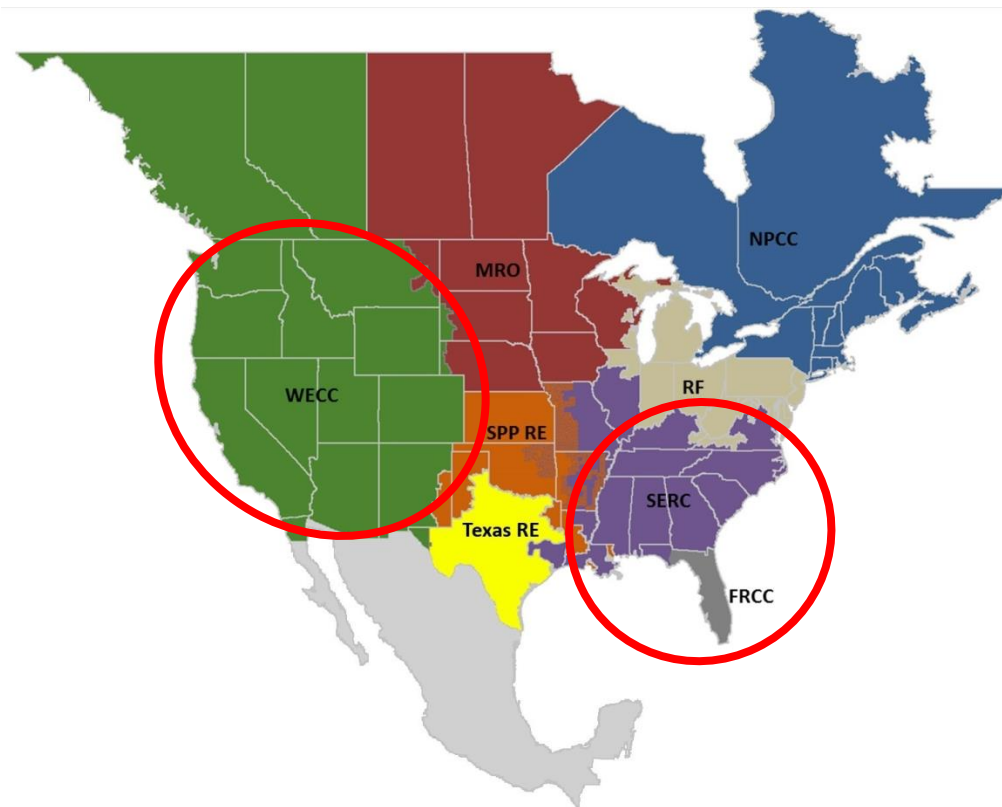 NPCC
MRO
RF
WECC
SPP RE
SERC
Texas RE
FRCC